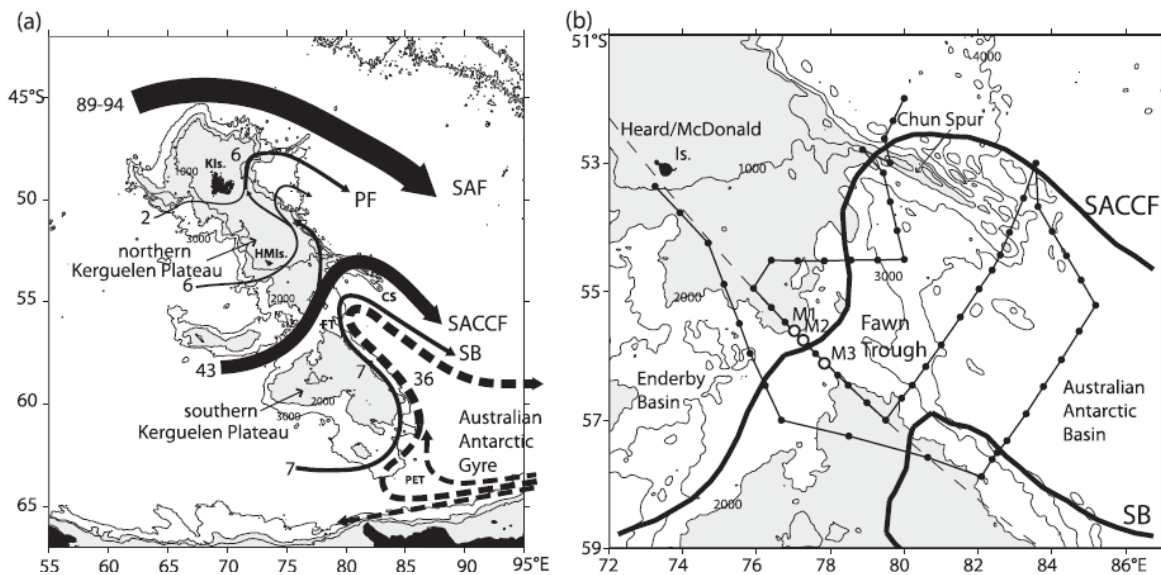 (a)
45°S
50
55
60
65
55
60
65
70
75
80
85
90
95°E
89-94
SAF
KIs.
6
1000
PF
2
3000
northern
Kerguelen Plateau
HMIs.
6
2000
CS
SACCF
FT
SB
43
7
36
southern
Kerguelen Plateau
2000
3000
Australian
Antarctic
Gyre
7
PET
(b)
51°S
53
55
57
59
72
74
76
78
80
82
84
86°E
4000
Chun Spur
Heard/McDonald
Is.
1000
SACCF
3000
2000
M1
M2
M3
Fawn
Trough
Enderby
Basin
Australian
Antarctic
Basin
2000
SB